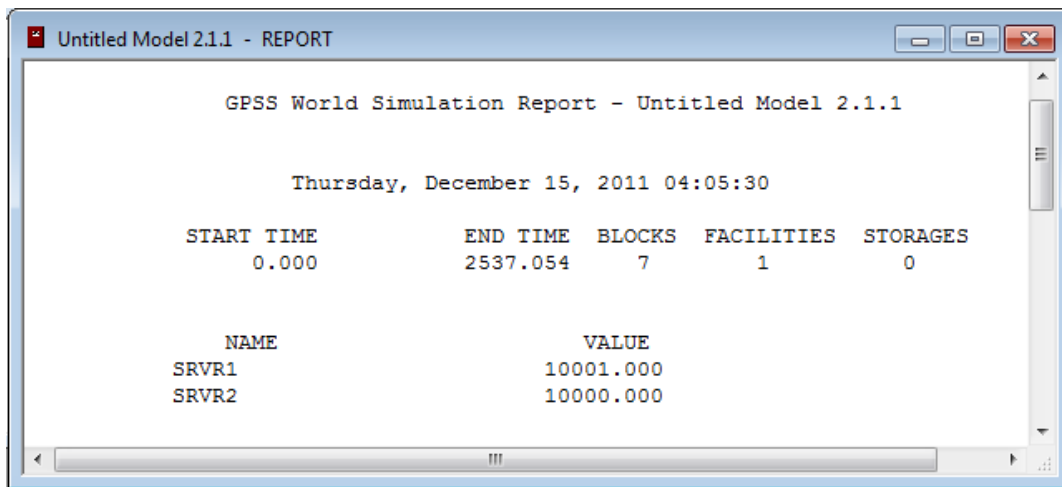 Untitled Model 2.1.1 - REPORT
GPSS World Simulation Report - Untitled Model 2.1.1
Thursday, December 15, 2011 04:05:30
START TIME END TIME BLOCKS FACILITIES STORAGES
0.000 2537.054 7 1 0
NAME VALUE
SRVR1 10001.000
SRVR2 10000.000